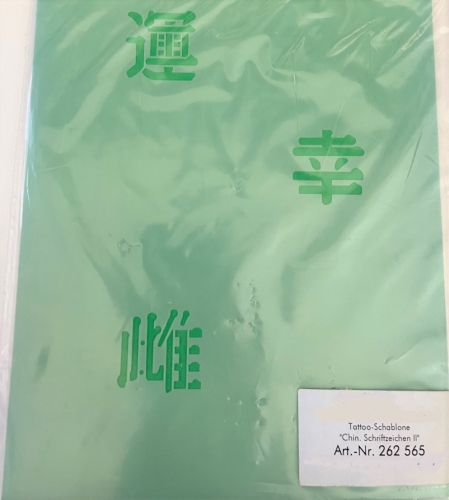 運
幸
雌
Tattoo-Schablone
"Chin. Schriftzeichen II"
Art.-Nr. 262 565